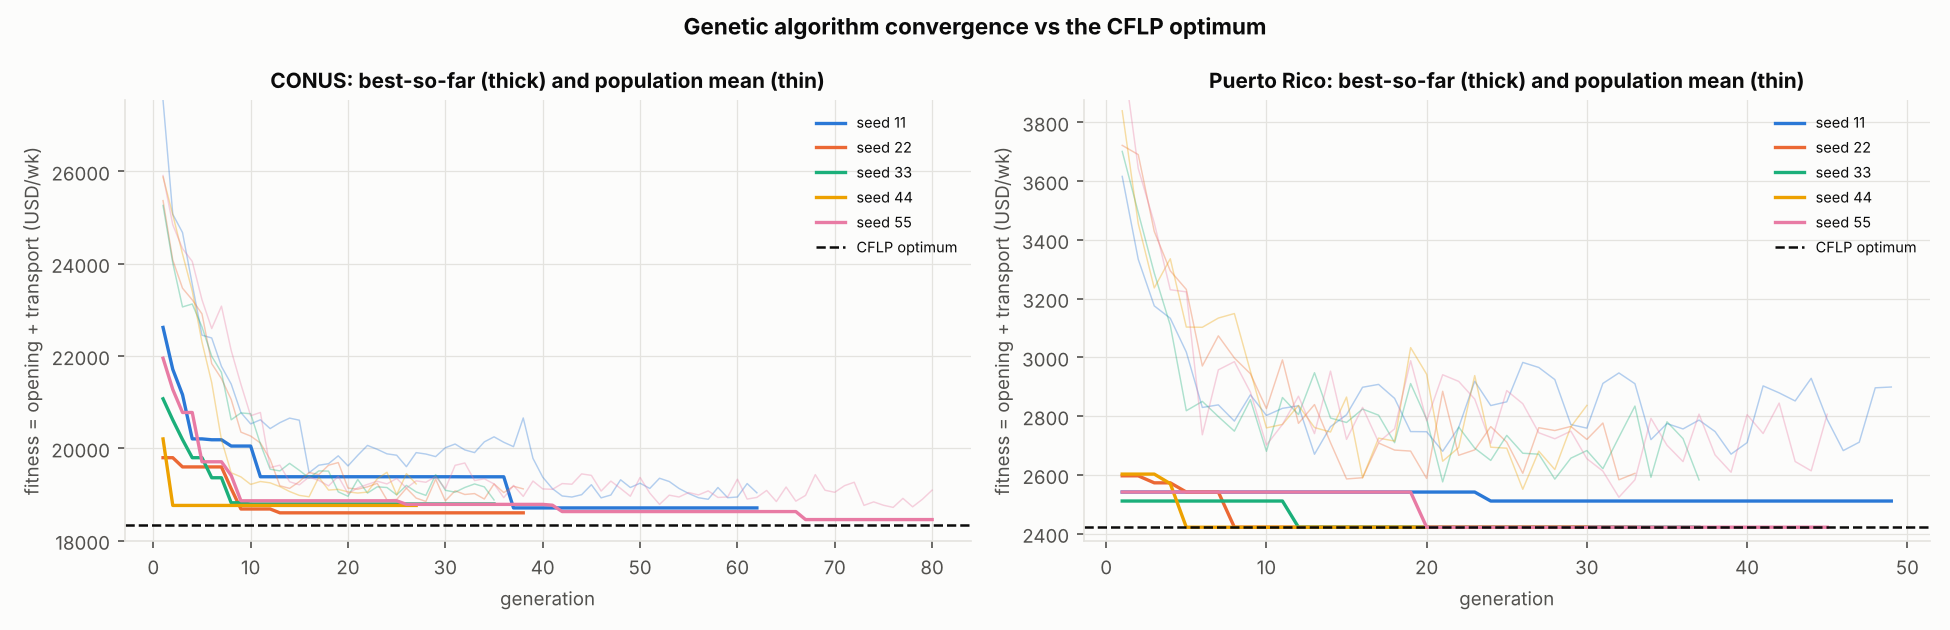 Genetic algorithm convergence vs the CFLP optimum
CONUS: best-so-far (thick) and population mean (thin)
fitness = opening + transport (USD/wk)
26000
24000
22000
20000
18000
0 10 20 30 40 50 60 70 80
generation
seed 11
seed 22
seed 33
seed 44
seed 55
CFLP optimum
Puerto Rico: best-so-far (thick) and population mean (thin)
fitness = opening + transport (USD/wk)
3800
3600
3400
3200
3000
2800
2600
2400
0 10 20 30 40 50
generation
seed 11
seed 22
seed 33
seed 44
seed 55
CFLP optimum